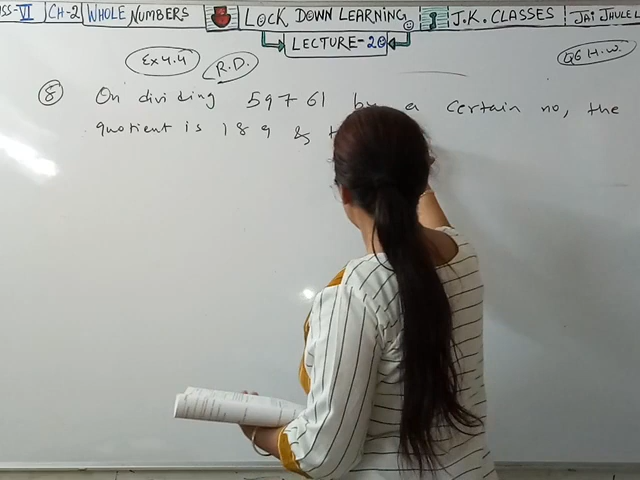 SS-VI CH-2 WHOLE NUMBERS LOCK DOWN LEARNING J.K. CLASSES JAI JHULEL
LECTURE-20
Ex 4.4 R.D. Q6 H.W.
8 On dividing 59761 by a certain no, the
quotient is 189 &